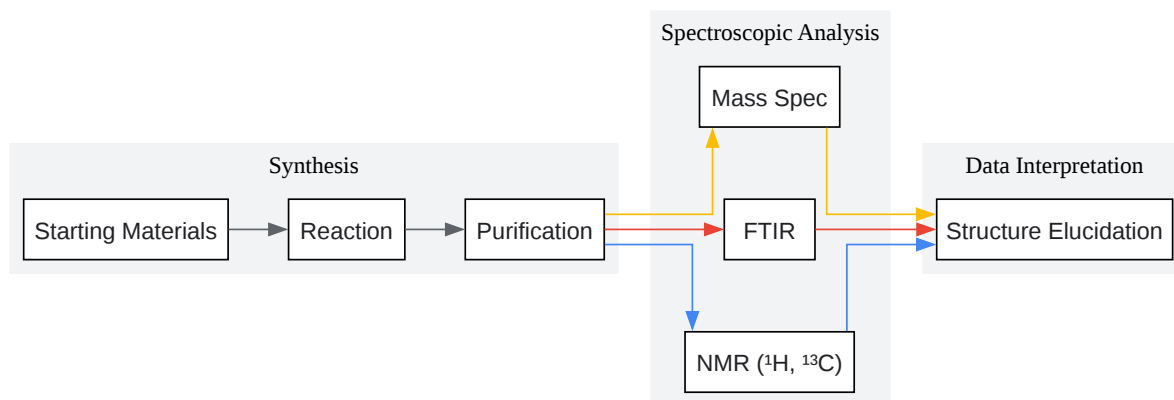 Synthesis
Starting Materials
Reaction
Purification
Spectroscopic Analysis
Mass Spec
FTIR
NMR (¹H, ¹³C)
Data Interpretation
Structure Elucidation